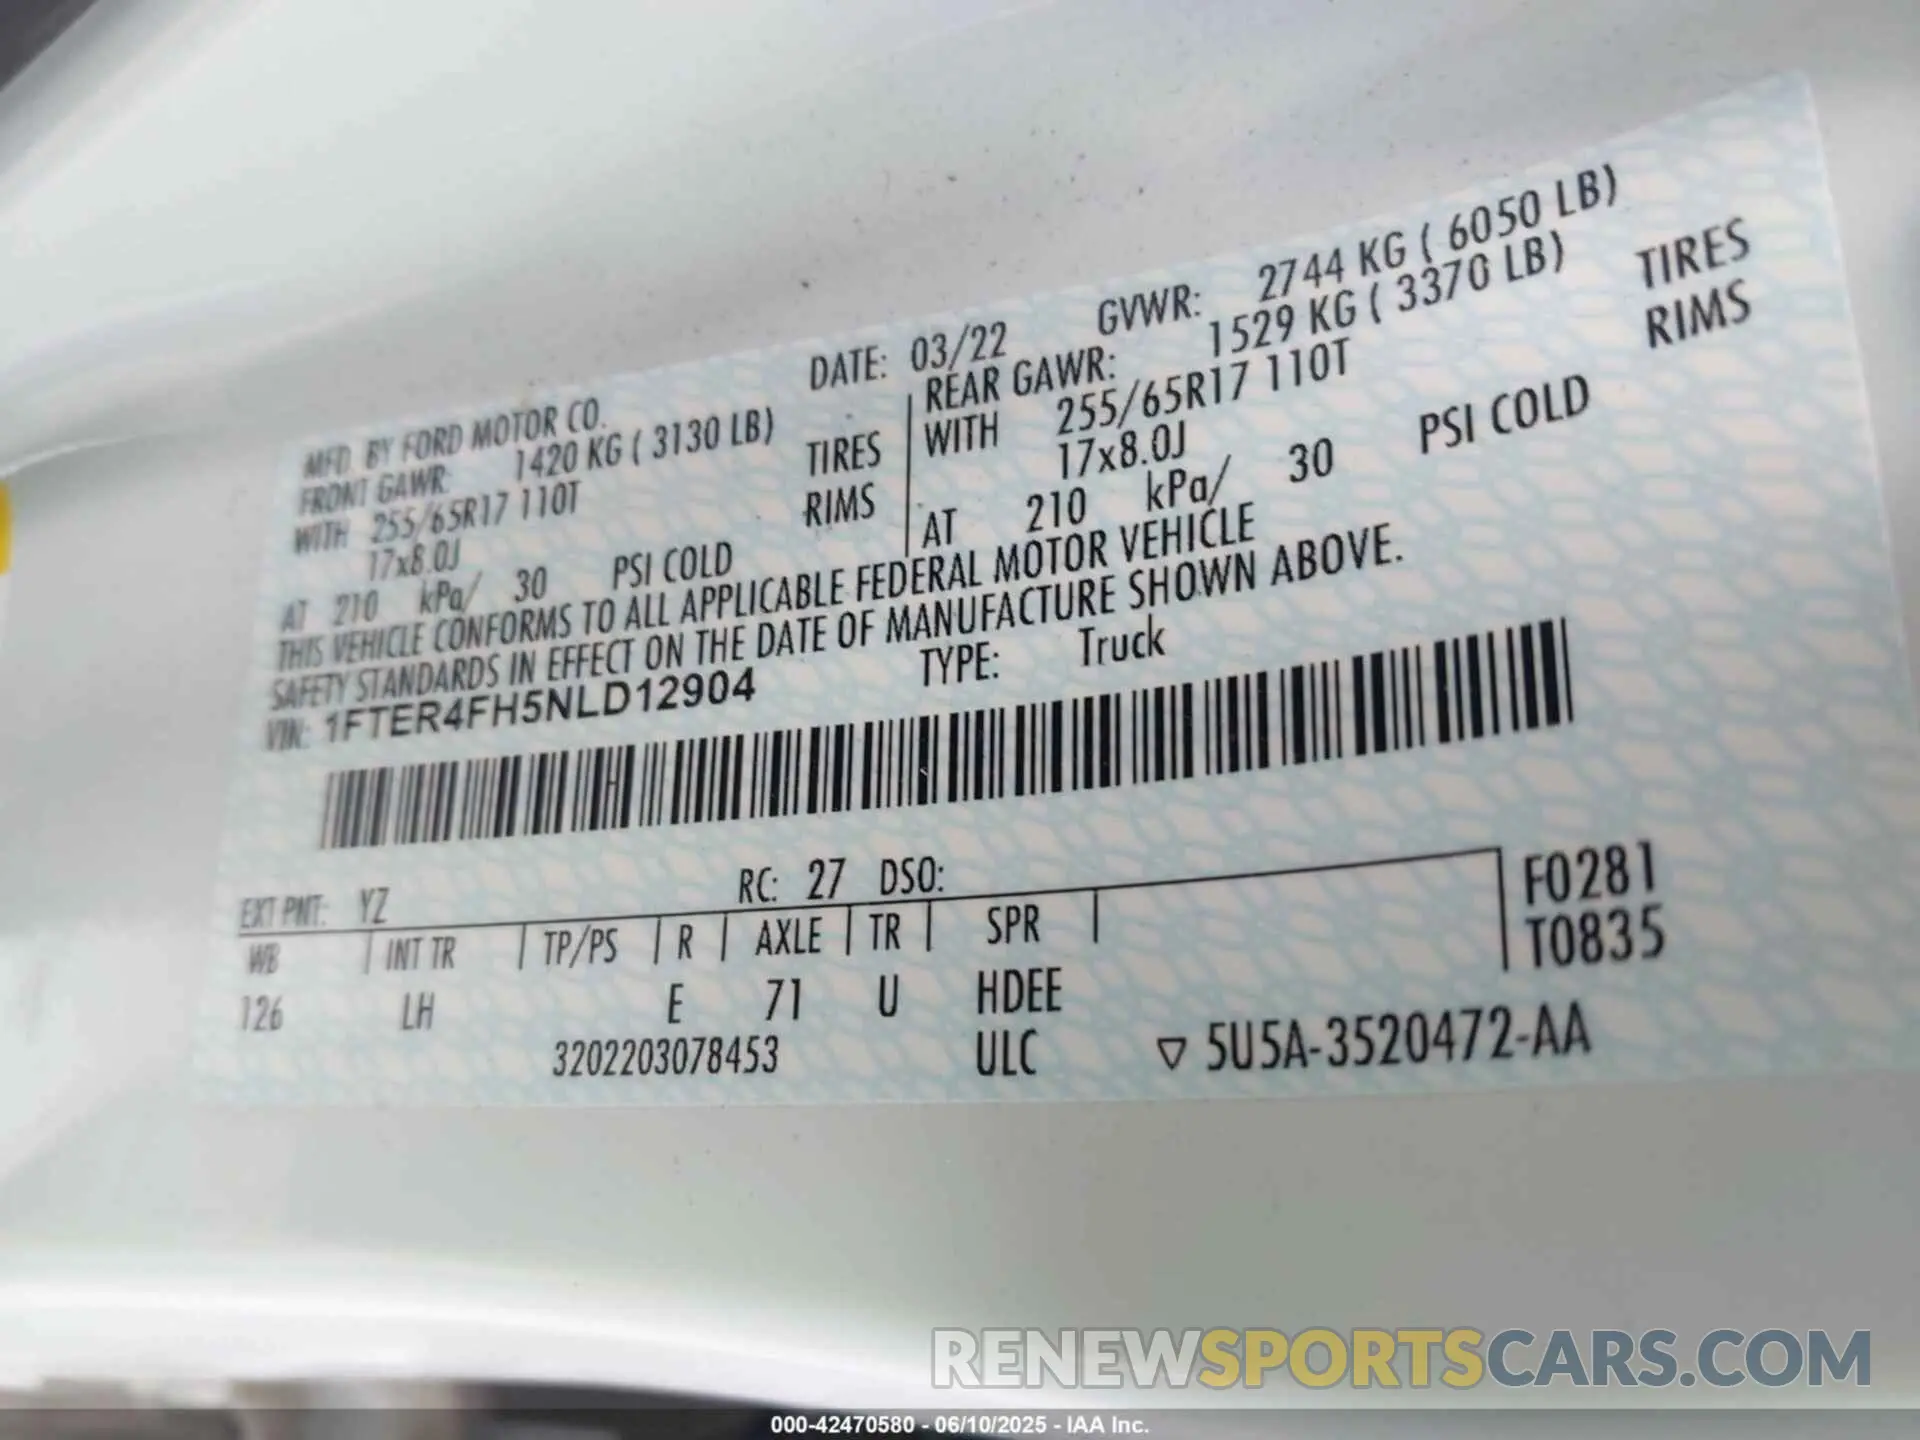 MFD. BY FORD MOTOR CO. DATE: 03/22 GVWR: 2744 KG ( 6050 LB)
FRONT GAWR: 1420 KG ( 3130 LB) REAR GAWR: 1529 KG ( 3370 LB)
WITH 255/65R17 110T TIRES WITH 255/65R17 110T TIRES
17x8.0J RIMS 17x8.0J RIMS
AT 210 kPa/ 30 PSI COLD AT 210 kPa/ 30 PSI COLD
THIS VEHICLE CONFORMS TO ALL APPLICABLE FEDERAL MOTOR VEHICLE
SAFETY STANDARDS IN EFFECT ON THE DATE OF MANUFACTURE SHOWN ABOVE.
VIN: 1FTER4FH5NLD12904 TYPE: Truck
EXT PNT: YZ RC: 27 DSO: F0281
WB INT TR TP/PS R AXLE TR SPR T0835
126 LH E 71 U HDEE
3202203078453 ULC ▽ 5U5A-3520472-AA
RENEWSPORTSCARS.COM
000-42470580 - 06/10/2025 - IAA Inc.